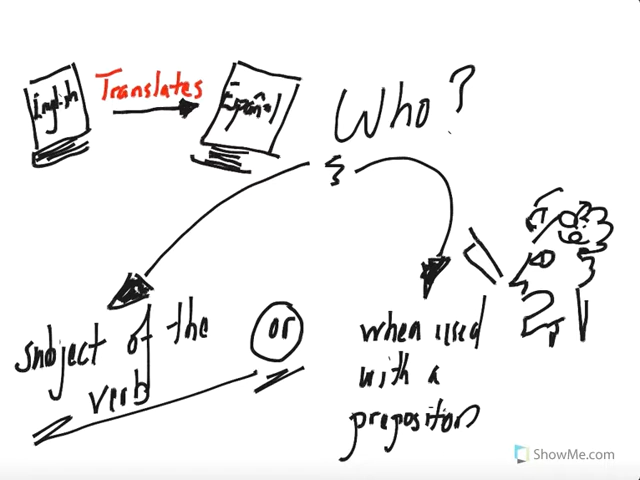 English Translates Español
Who?
subject of the
verb
or
when used
with a
preposition
ShowMe.com